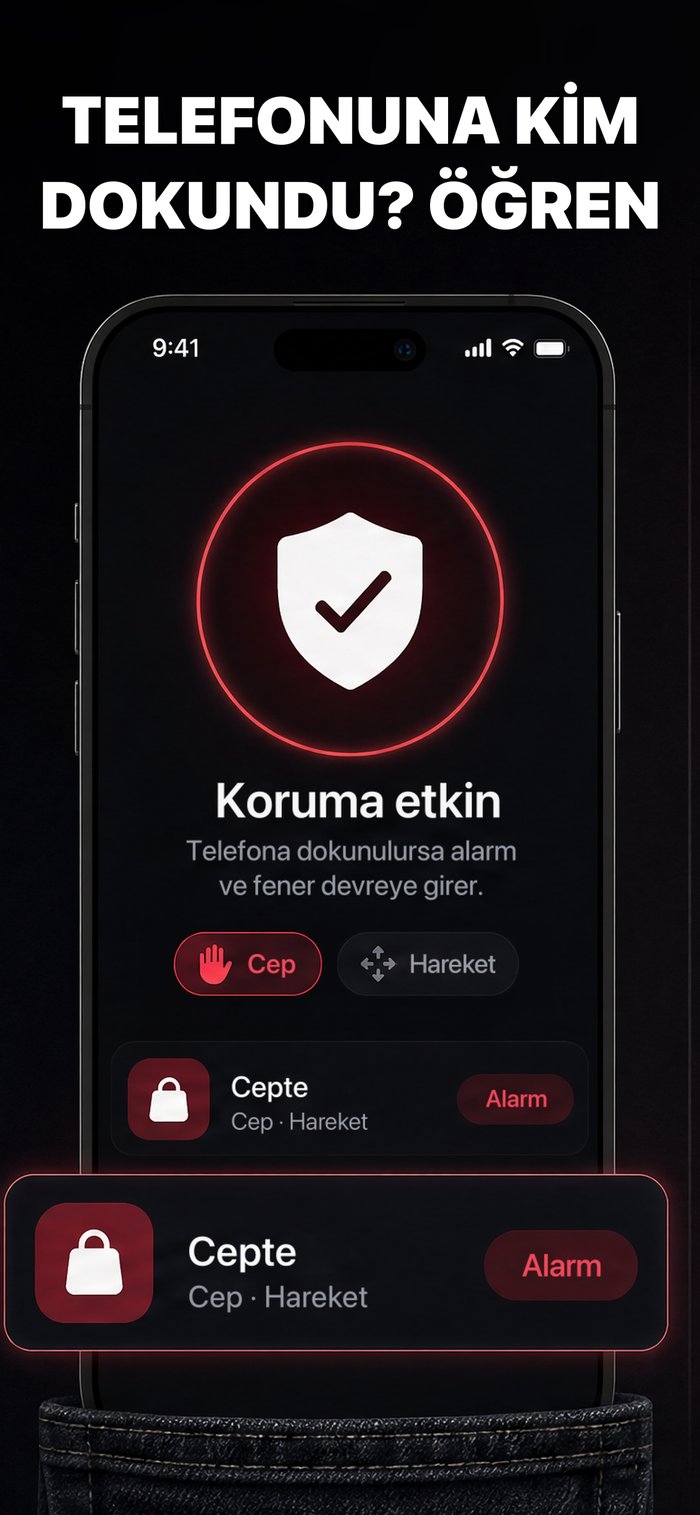 TELEFONUNA KİM
DOKUNDU? ÖĞREN
9:41
Koruma etkin
Telefona dokunulursa alarm
ve fener devreye girer.
Cep
Hareket
Cepte
Cep · Hareket
Alarm
Cepte
Cep · Hareket
Alarm